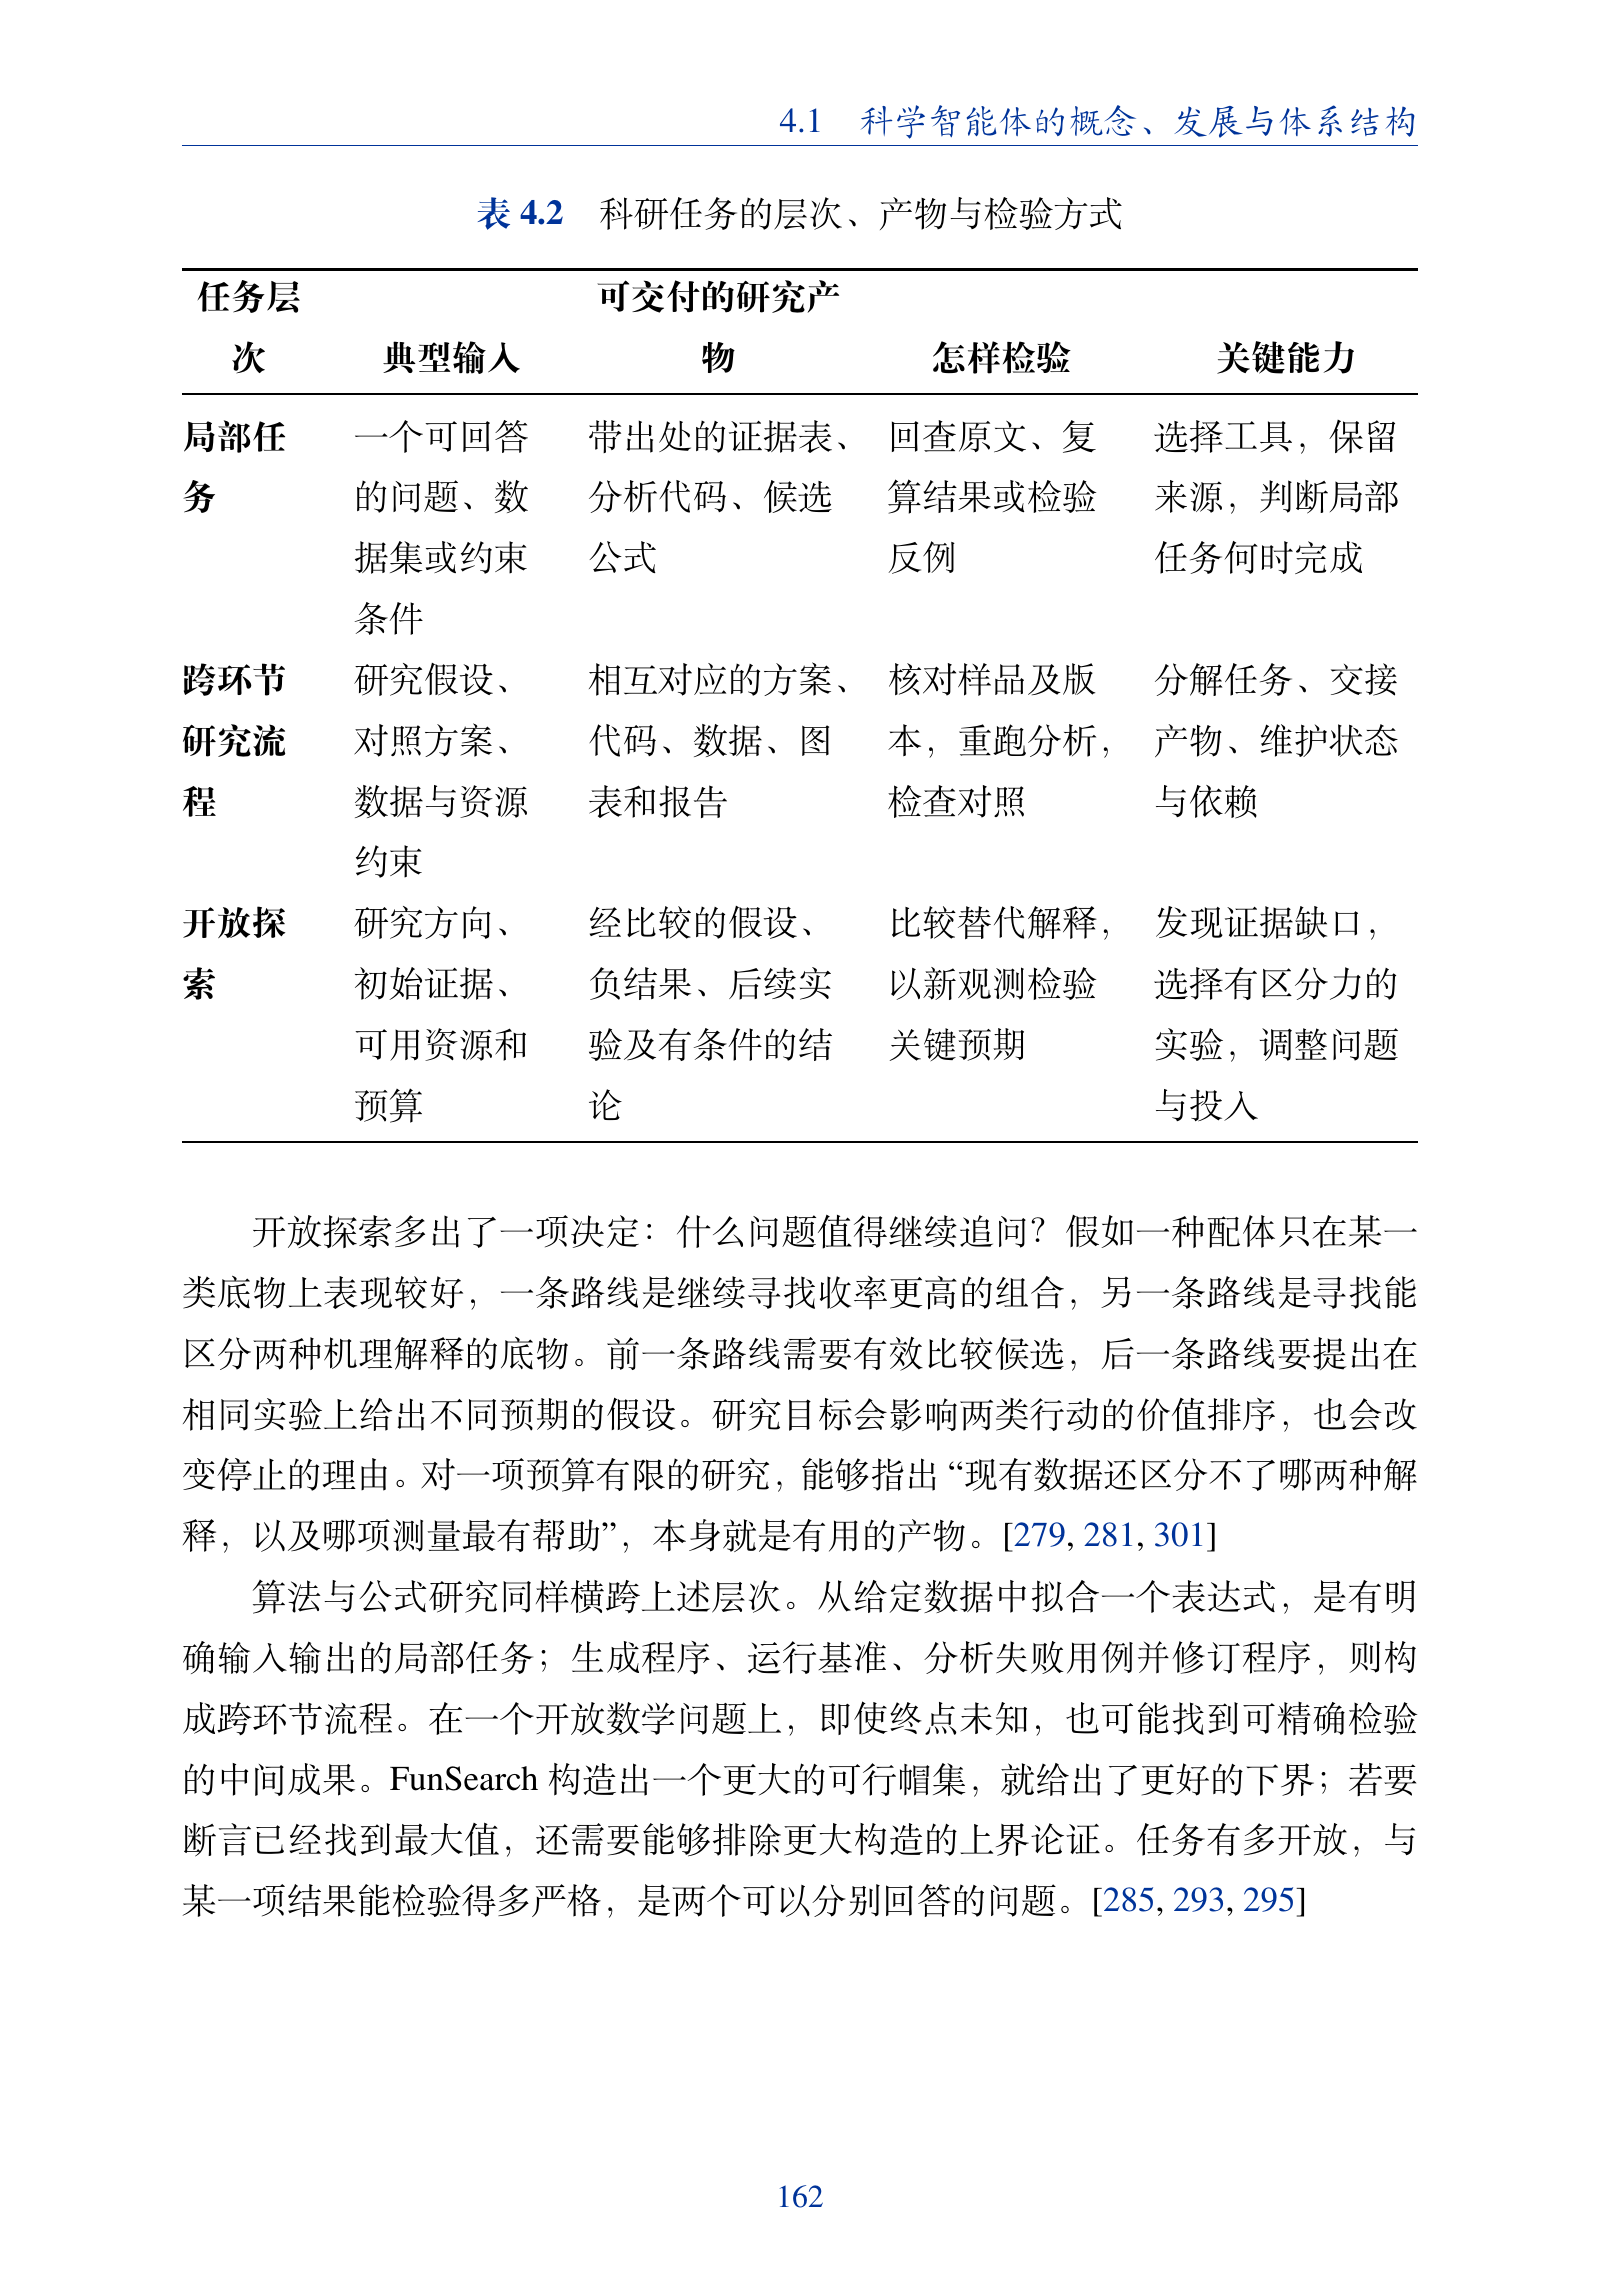 4.1 科学智能体的概念、发展与体系结构
表 4.2 科研任务的层次、产物与检验方式
任务层 可交付的研究产
次 典型输入 物 怎样检验 关键能力
局部任 一个可回答 带出处的证据表、 回查原文、复 选择工具，保留
务 的问题、数 分析代码、候选 算结果或检验 来源，判断局部
据集或约束 公式 反例 任务何时完成
条件
跨环节 研究假设、 相互对应的方案、 核对样品及版 分解任务、交接
研究流 对照方案、 代码、数据、图 本，重跑分析， 产物、维护状态
程 数据与资源 表和报告 检查对照 与依赖
约束
开放探 研究方向、 经比较的假设、 比较替代解释， 发现证据缺口，
索 初始证据、 负结果、后续实 以新观测检验 选择有区分力的
可用资源和 验及有条件的结 关键预期 实验，调整问题
预算 论 与投入
开放探索多出了一项决定：什么问题值得继续追问？假如一种配体只在某一
类底物上表现较好，一条路线是继续寻找收率更高的组合，另一条路线是寻找能
区分两种机理解释的底物。前一条路线需要有效比较候选，后一条路线要提出在
相同实验上给出不同预期的假设。研究目标会影响两类行动的价值排序，也会改
变停止的理由。对一项预算有限的研究，能够指出“现有数据还区分不了哪两种解
释，以及哪项测量最有帮助”，本身就是有用的产物。[279, 281, 301]
算法与公式研究同样横跨上述层次。从给定数据中拟合一个表达式，是有明
确输入输出的局部任务；生成程序、运行基准、分析失败用例并修订程序，则构
成跨环节流程。在一个开放数学问题上，即使终点未知，也可能找到可精确检验
的中间成果。FunSearch 构造出一个更大的可行帽集，就给出了更好的下界；若要
断言已经找到最大值，还需要能够排除更大构造的上界论证。任务有多开放，与
某一项结果能检验得多严格，是两个可以分别回答的问题。[285, 293, 295]
162